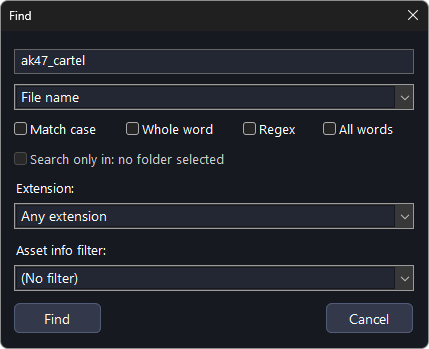 Find
ak47_cartel
File name
Match case Whole word Regex All words
Search only in: no folder selected
Extension:
Any extension
Asset info filter:
(No filter)
Find Cancel